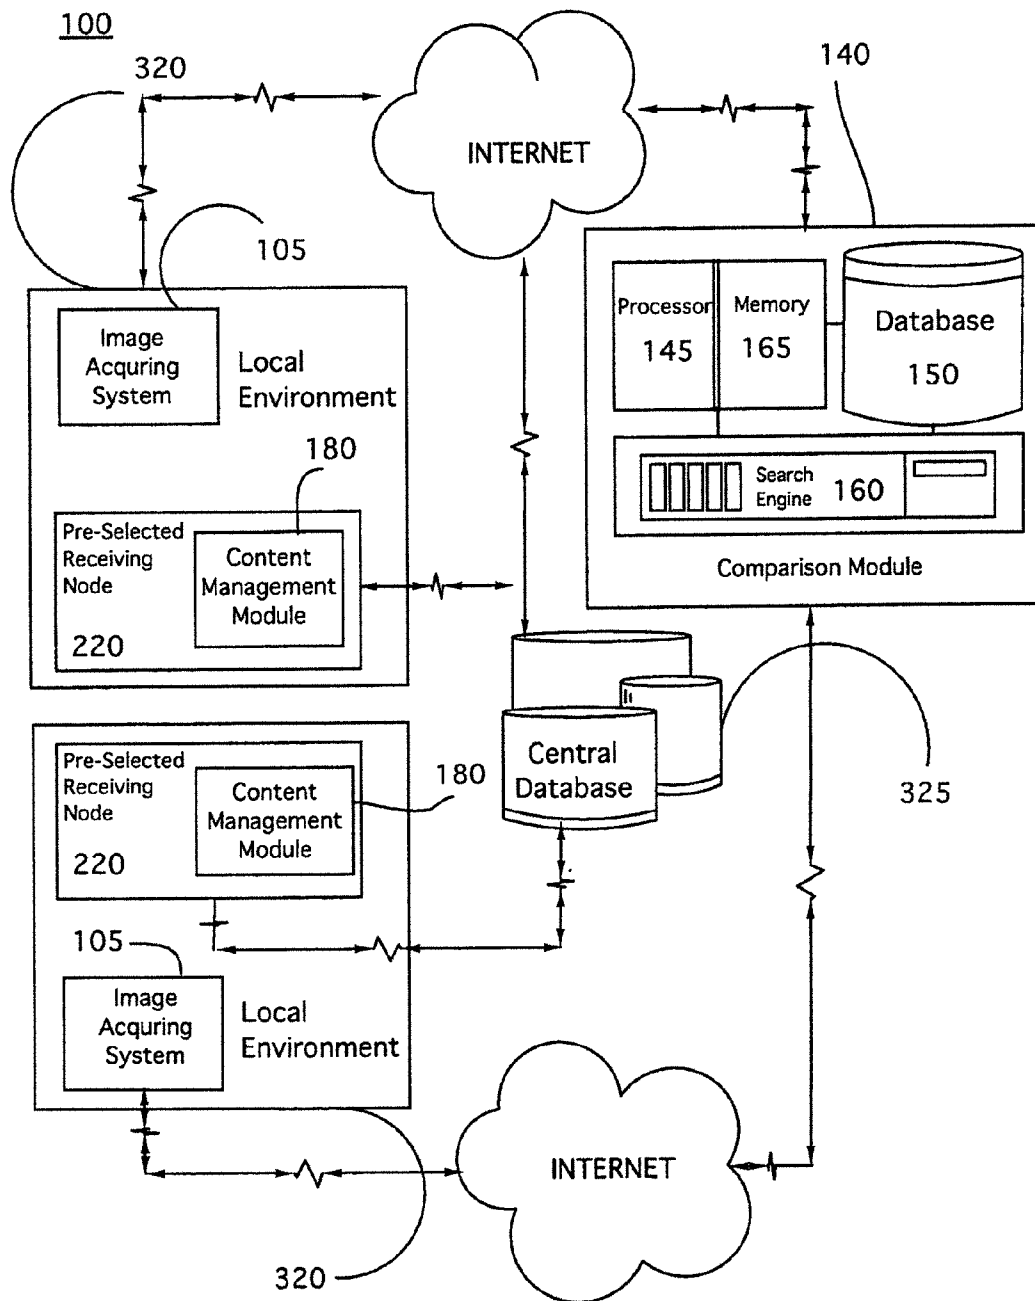 100
320
INTERNET
140
105
Image
Acquring
System
Local
Environment
180
Pre-Selected
Receiving
Node
220
Content
Management
Module
Processor
145
Memory
165
Database
150
Search
Engine
160
Comparison Module
Pre-Selected
Receiving
Node
220
Content
Management
Module
180
Central
Database
325
105
Image
Acquring
System
Local
Environment
INTERNET
320